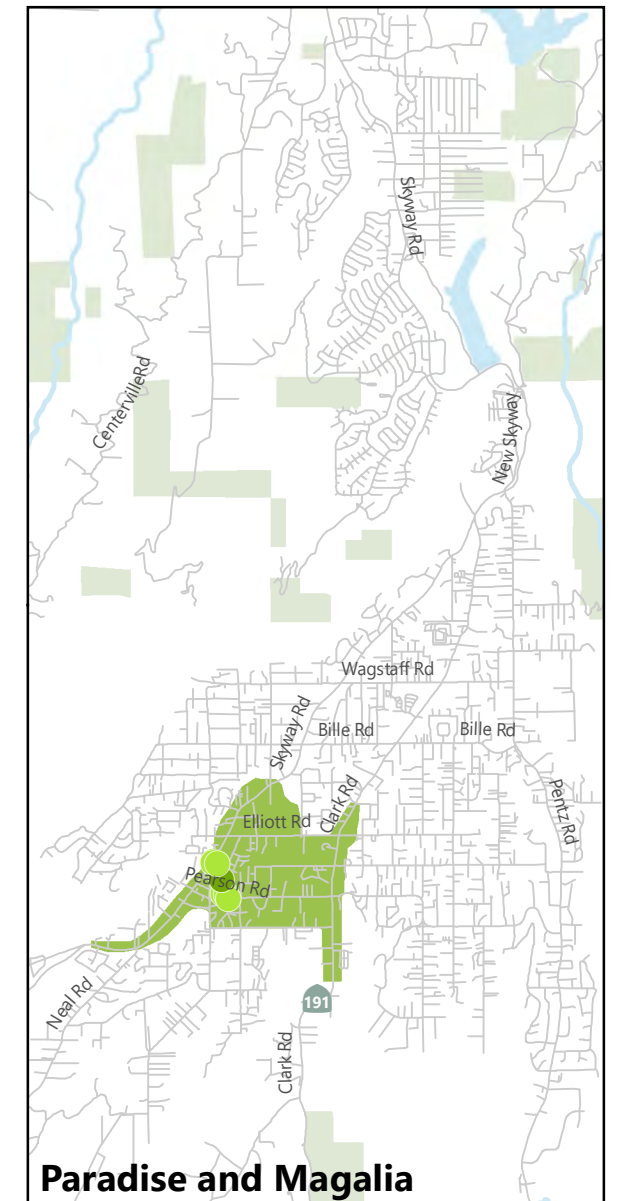 Skyway Rd
CentervilleRd
New Skyway
Wagstaff Rd
Skyway Rd
Bille Rd
Bille Rd
Clark Rd
Pentz Rd
Elliott Rd
Pearson Rd
Neal Rd
191
Clark Rd
Paradise and Magalia